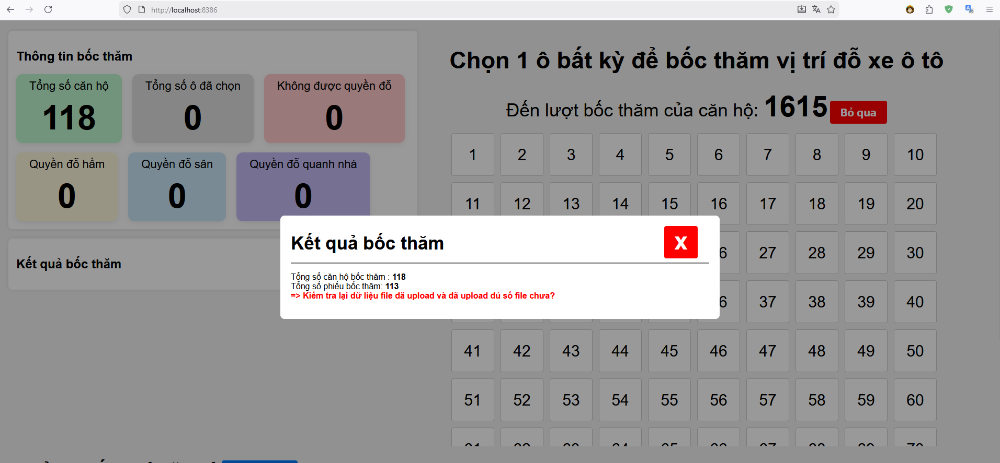 http://localhost:8386
Thông tin bốc thăm
Tổng số căn hộ
118
Tổng số ô đã chọn
0
Không được quyền đỗ
0
Quyền đỗ hầm
0
Quyền đỗ sân
0
Quyền đỗ quanh nhà
0
Kết quả bốc thăm
Chọn 1 ô bất kỳ để bốc thăm vị trí đỗ xe ô tô
Đến lượt bốc thăm của căn hộ: 1615 Bỏ qua
1 2 3 4 5 6 7 8 9 10
11 12 13 14 15 16 17 18 19 20
6 27 28 29 30
6 37 38 39 40
41 42 43 44 45 46 47 48 49 50
51 52 53 54 55 56 57 58 59 60
Kết quả bốc thăm
X
Tổng số căn hộ bốc thăm : 118
Tổng số phiếu bốc thăm: 113
=> Kiểm tra lại dữ liệu file đã upload và đã upload đủ số file chưa?